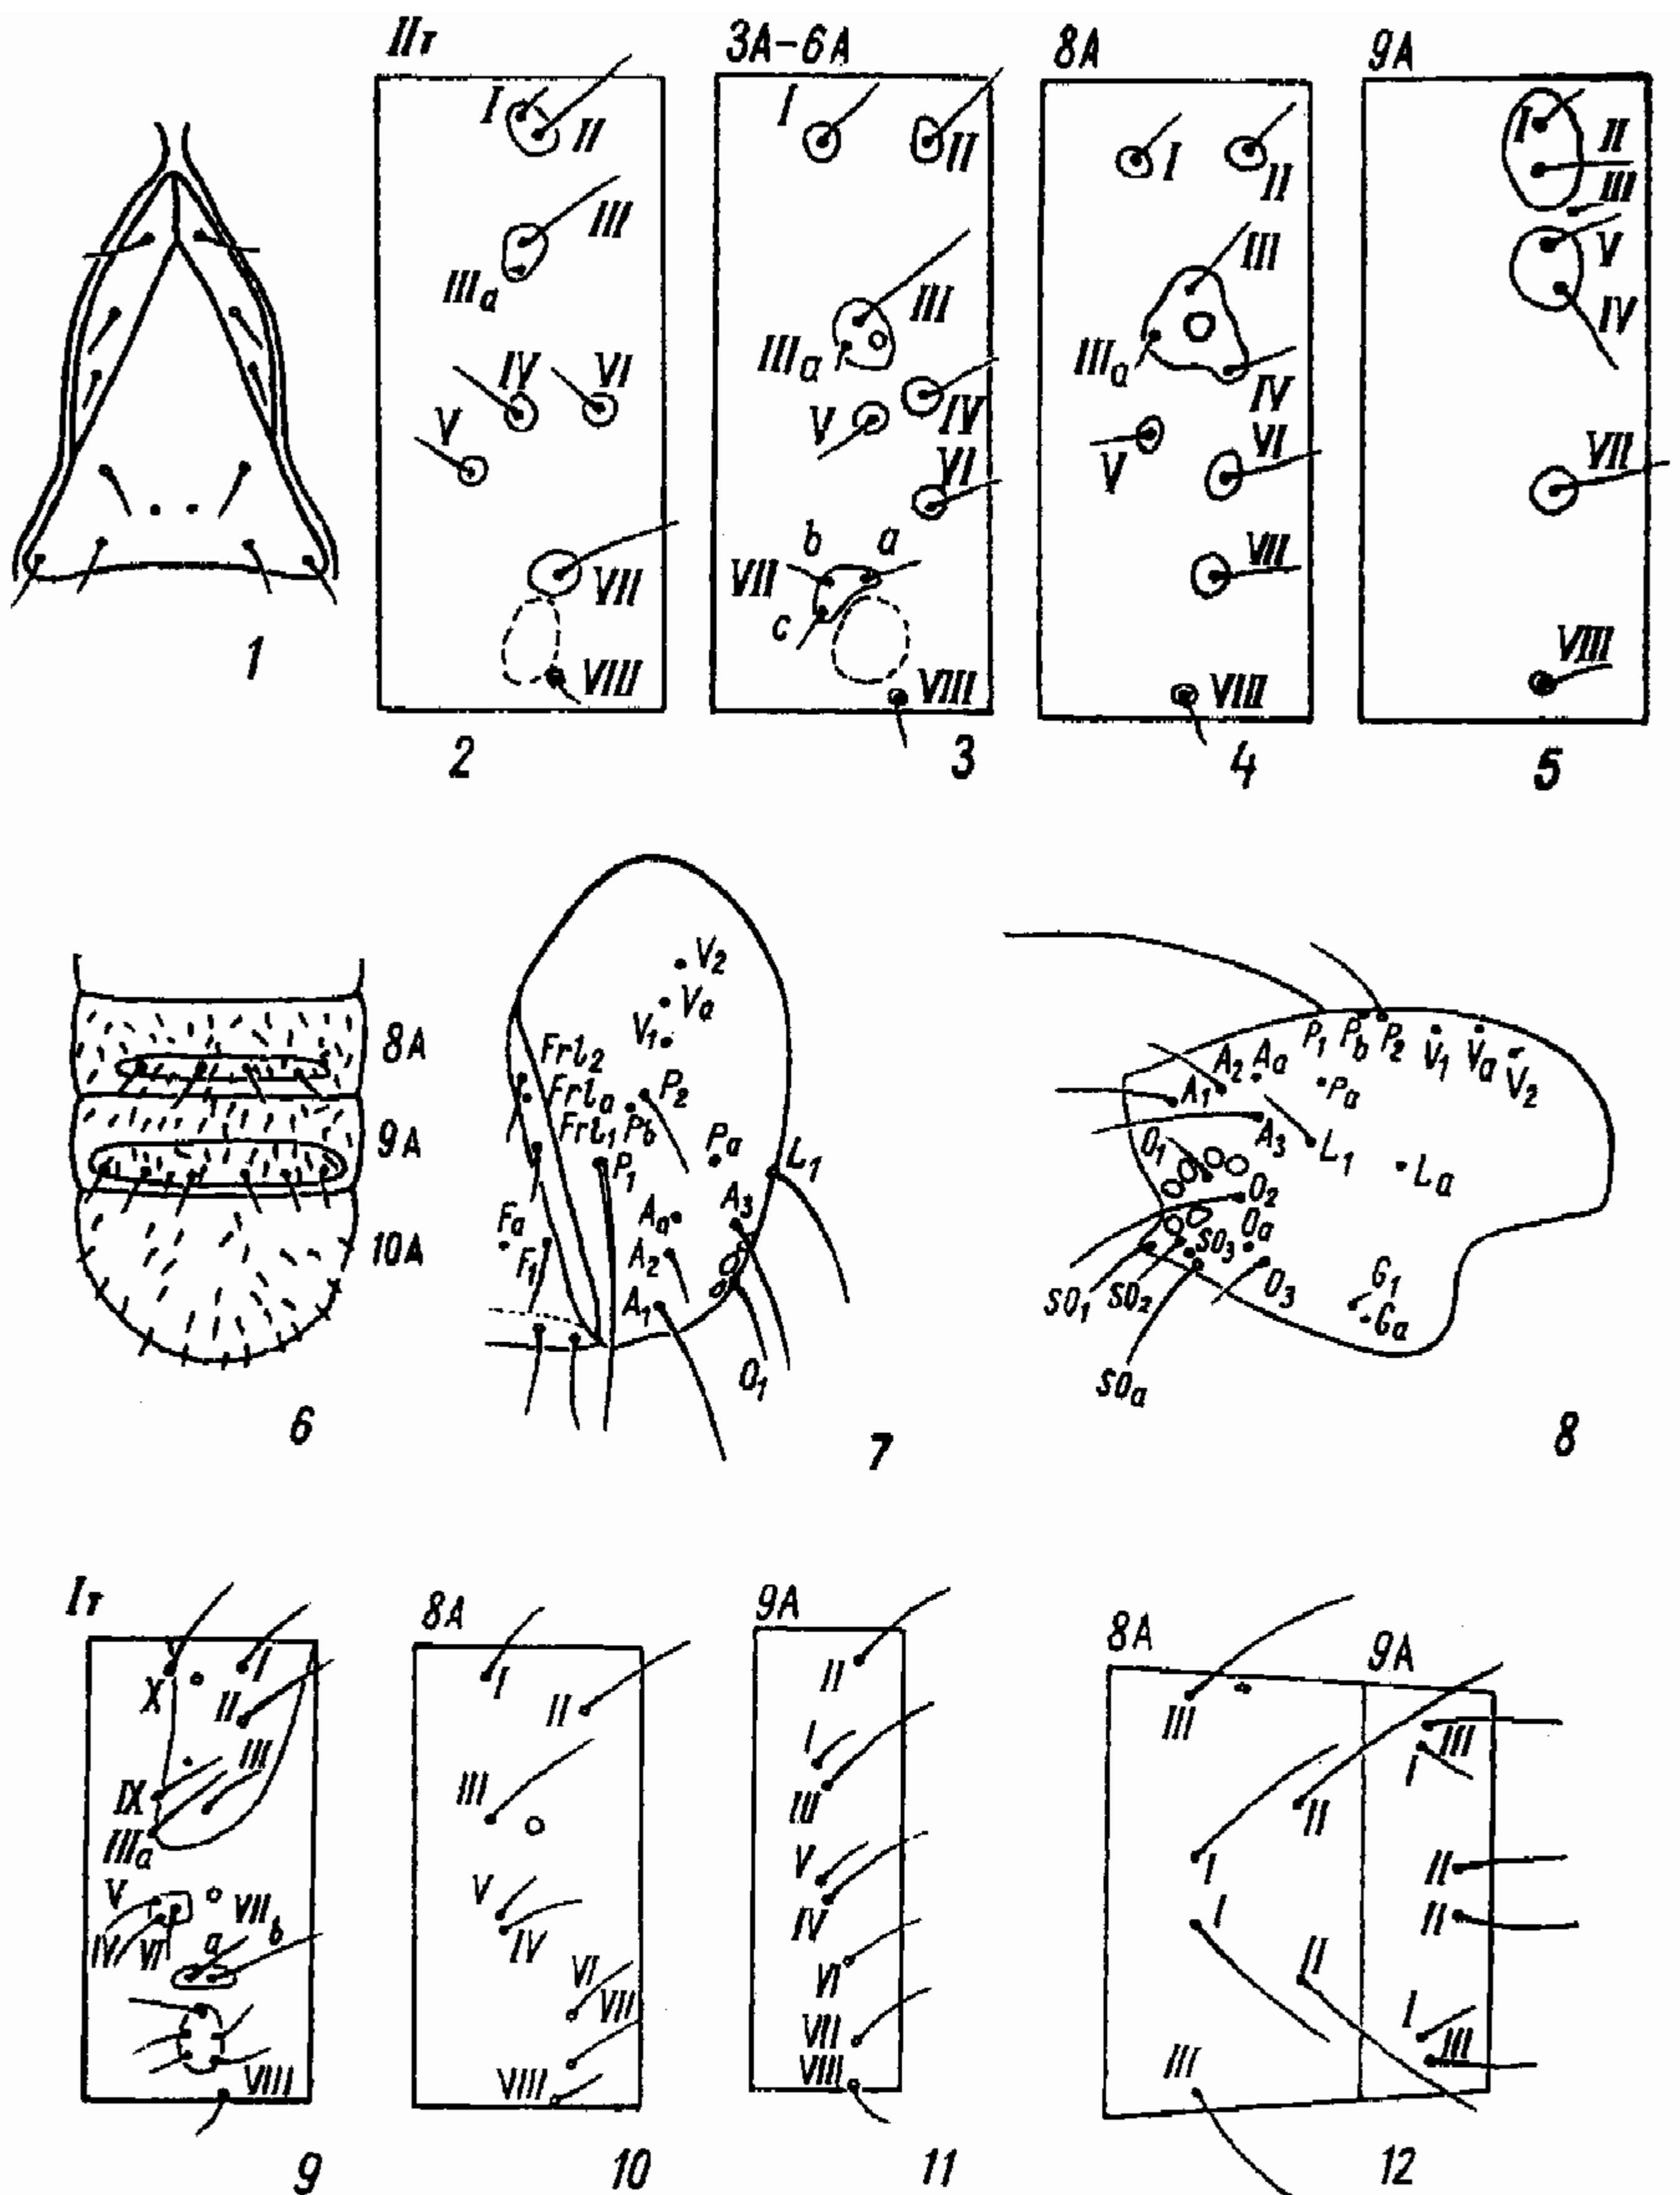 IIт 3A-6A 8A 9A
I II III IIIa IV VI V VII VIII
I II III IIIa IV V VI b a VII c VIII
I II III IIIa IV V VI VII VIII
I II III V IV VII VIII
1 2 3 4 5
8A
9A
10A
6
V2
Va
V1
Frl2
Frla
Frl1 Pb P2
P1 Pa L1
Fa Aa A3
F1 A2
A1
O1
7
P1 Pb P2 V1 Va V2
A2 Aa Pa
A1 A3 L1
O1 La
O2
SO3 Oa
SO1 SO2 O3 G1
Ga
SOa
8
Iт
X I
II
IX III
IIIa
V VII
IV VI a b
VIII
9
8A
I
II
III
V
IV
VI
VII
VIII
10
9A
II
I
III
V
IV
VI
VII
VIII
11
8A 9A
III III
I
II
I II
I II
II
I
III III
12